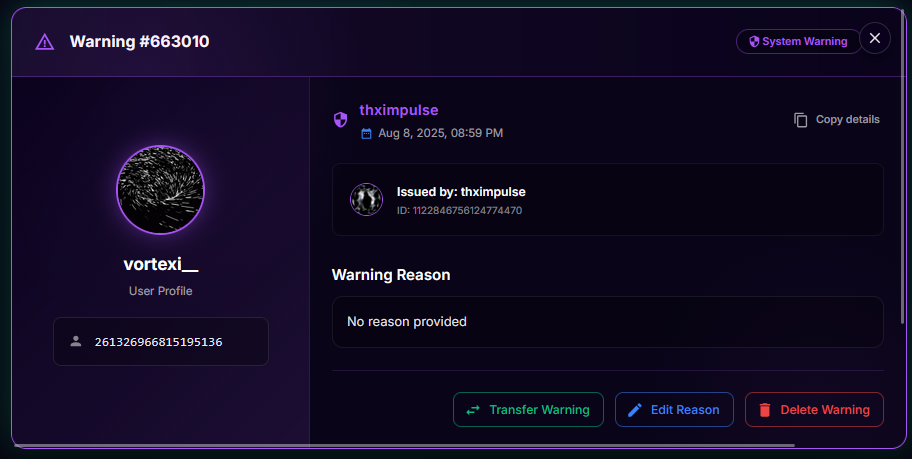 Warning #663010
System Warning
vortexi__
User Profile
261326966815195136
thximpulse
Aug 8, 2025, 08:59 PM
Copy details
Issued by: thximpulse
ID: 1122846756124774470
Warning Reason
No reason provided
Transfer Warning
Edit Reason
Delete Warning